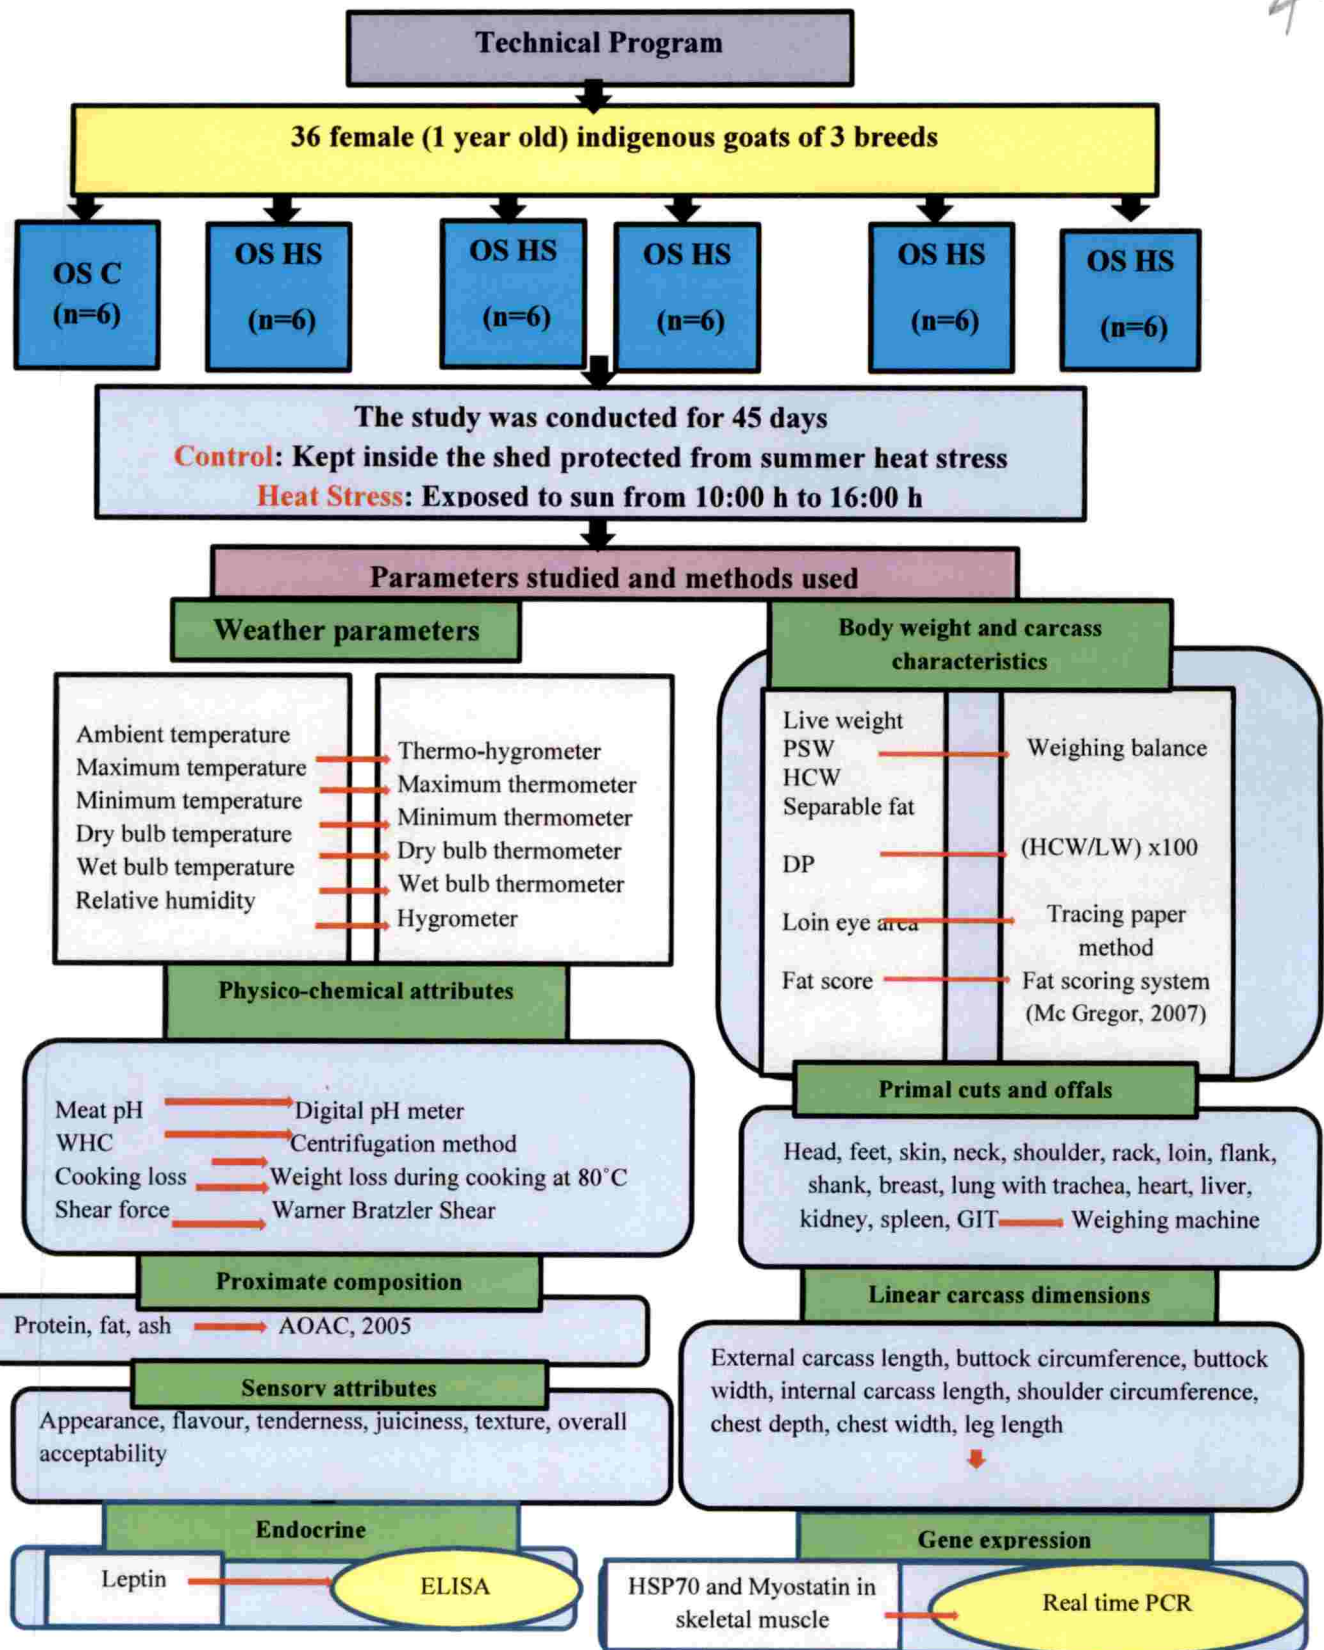 4
Technical Program
36 female (1 year old) indigenous goats of 3 breeds
OS C
(n=6)
OS HS
(n=6)
OS HS
(n=6)
OS HS
(n=6)
OS HS
(n=6)
OS HS
(n=6)
The study was conducted for 45 days
Control: Kept inside the shed protected from summer heat stress
Heat Stress: Exposed to sun from 10:00 h to 16:00 h
Parameters studied and methods used
Weather parameters
Ambient temperature
Maximum temperature
Minimum temperature
Dry bulb temperature
Wet bulb temperature
Relative humidity
Thermo-hygrometer
Maximum thermometer
Minimum thermometer
Dry bulb thermometer
Wet bulb thermometer
Hygrometer
Physico-chemical attributes
Meat pH Digital pH meter
WHC Centrifugation method
Cooking loss Weight loss during cooking at 80˚C
Shear force Warner Bratzler Shear
Proximate composition
Protein, fat, ash AOAC, 2005
Sensory attributes
Appearance, flavour, tenderness, juiciness, texture, overall
acceptability
Endocrine
Leptin
ELISA
Body weight and carcass
characteristics
Live weight
PSW
HCW
Separable fat
DP
Loin eye area
Fat score
Weighing balance
(HCW/LW) x100
Tracing paper
method
Fat scoring system
(Mc Gregor, 2007)
Primal cuts and offals
Head, feet, skin, neck, shoulder, rack, loin, flank,
shank, breast, lung with trachea, heart, liver,
kidney, spleen, GIT Weighing machine
Linear carcass dimensions
External carcass length, buttock circumference, buttock
width, internal carcass length, shoulder circumference,
chest depth, chest width, leg length
Gene expression
HSP70 and Myostatin in
skeletal muscle
Real time PCR